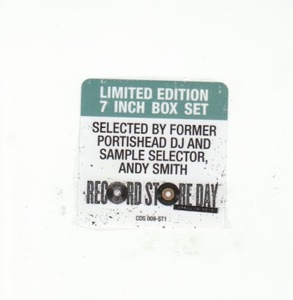 LIMITED EDITION
7 INCH BOX SET
SELECTED BY FORMER
PORTISHEAD DJ AND
SAMPLE SELECTOR,
ANDY SMITH
RECORD STORE DAY
COS 009-ST1